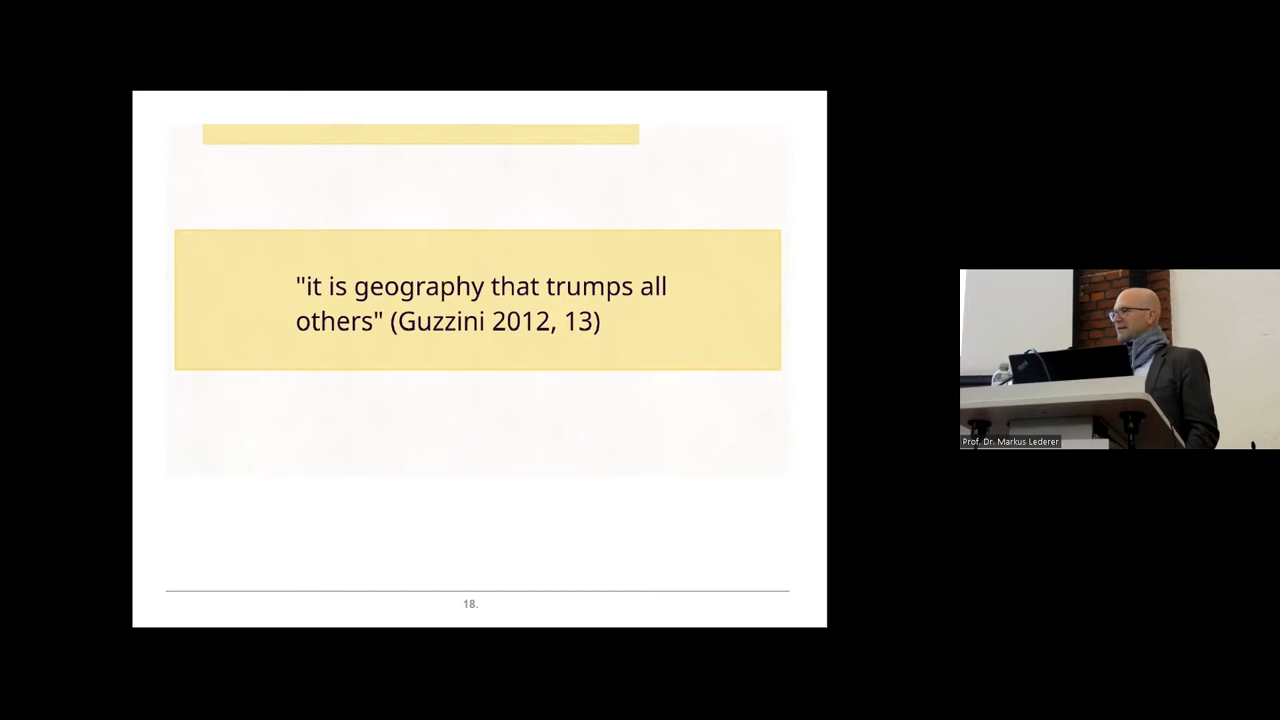 "it is geography that trumps all
others" (Guzzini 2012, 13)
18.
Prof. Dr. Markus Lederer